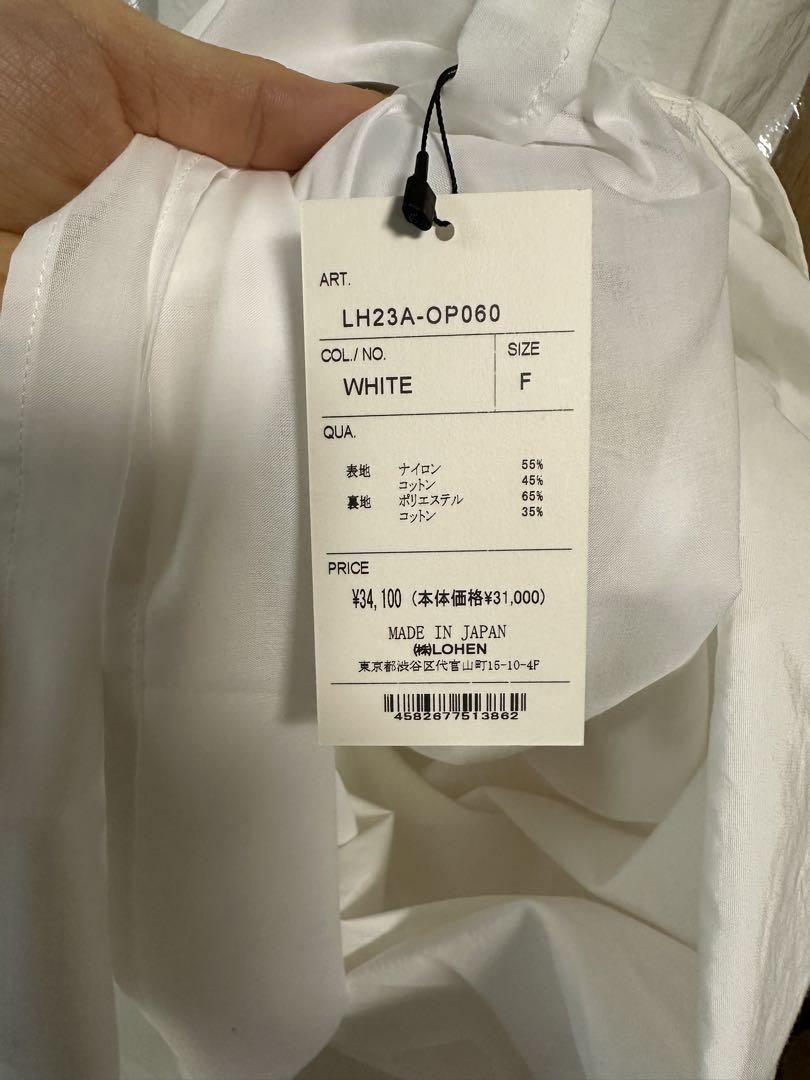 ART.
LH23A-OP060
COL./NO.
SIZE
WHITE
F
QUA.
表地 ナイロン 55%
コットン 45%
裏地 ポリエステル 65%
コットン 35%
PRICE
¥34,100 (本体価格¥31,000)
MADE IN JAPAN
㈱LOHEN
東京都渋谷区代官山町15-10-4F
4582677513862